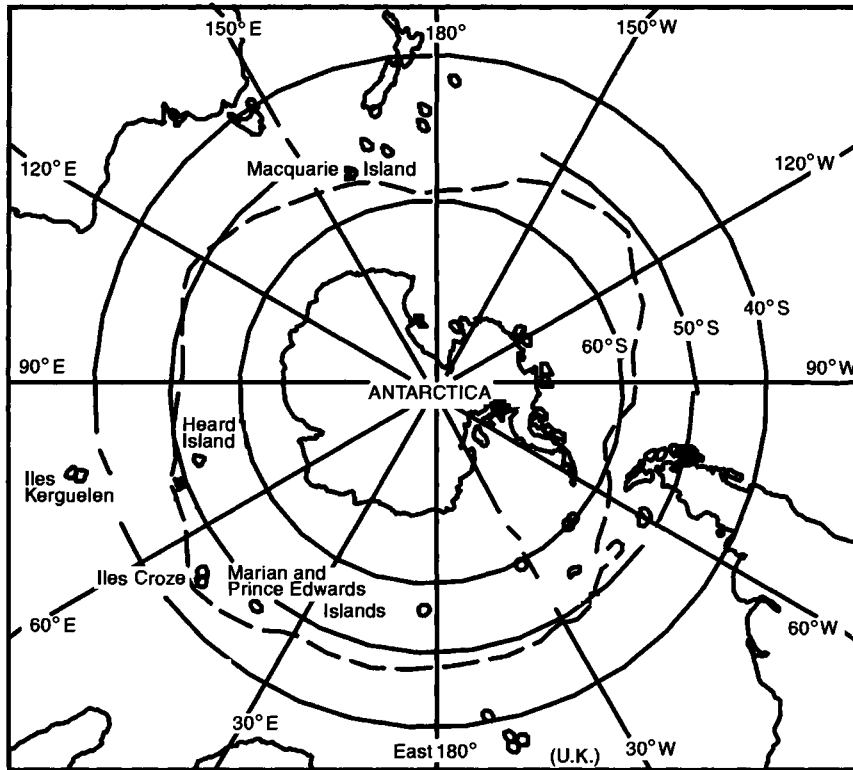 150°E
180°
150°W
120°E
Macquarie Island
120°W
60°S
50°S
40°S
90°E
ANTARCTICA
90°W
Heard
Island
Iles
Kerguelen
Iles Croze
Marian and
Prince Edwards
Islands
60°E
60°W
30°E
East 180°
(U.K.)
30°W